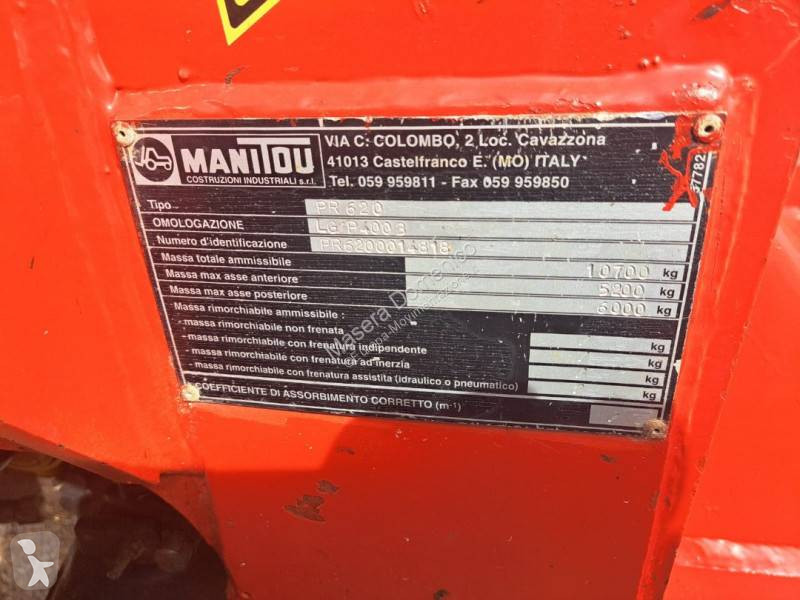 MANITOU
COSTRUZIONI INDUSTRIALI s.r.l.
VIA C. COLOMBO, 2 Loc. Cavazzona
41013 Castelfranco E. (MO) ITALY
Tel. 059 959811 - Fax 059 959850
37782
Tipo PR 620
OMOLOGAZIONE LG P4003
Numero d'identificazione PR6200014818
Massa totale ammissibile 10700 kg
Massa max asse anteriore 5200 kg
Massa max asse posteriore 6000 kg
Massa rimorchiabile ammissibile :
- massa rimorchiabile non frenata kg
- massa rimorchiabile con frenatura indipendente kg
- massa rimorchiabile con frenatura ad inerzia kg
- massa rimorchiabile con frenatura assistita (idraulico o pneumatico) kg
COEFFICIENTE DI ASSORBIMENTO CORRETTO (m-1)
Masera Domenico